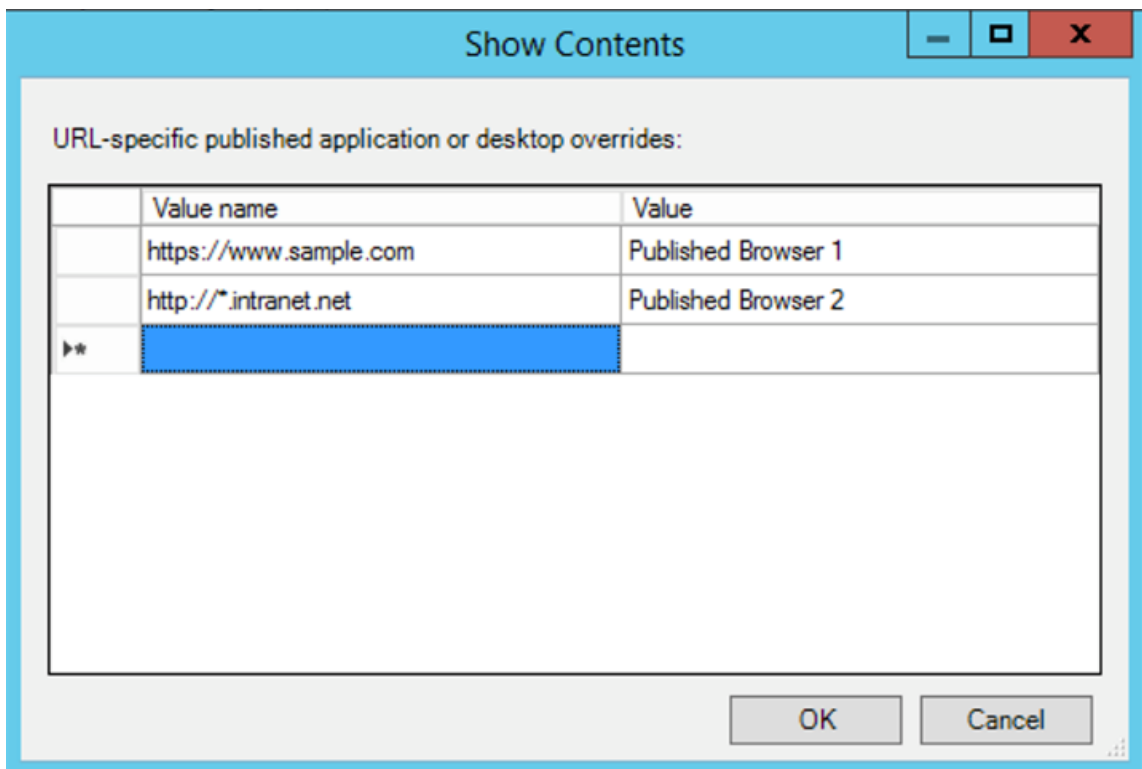 Show Contents
URL-specific published application or desktop overrides:
Value name Value
https://www.sample.com Published Browser 1
http://*.intranet.net Published Browser 2
OK Cancel